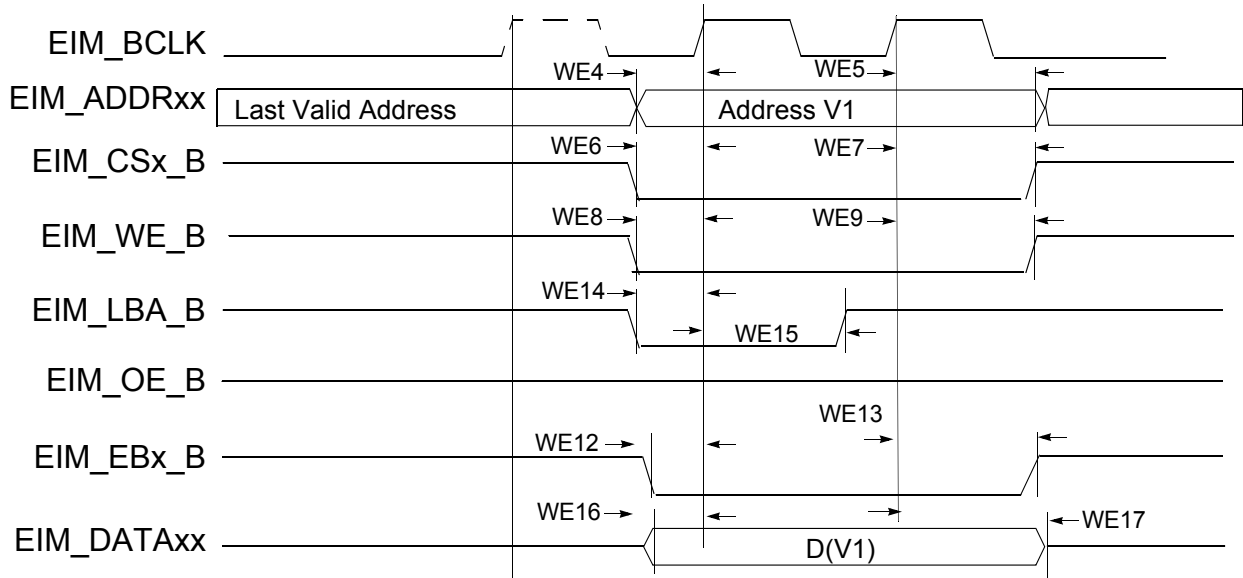 EIM_BCLK
WE4 WE5
EIM_ADDRxx Last Valid Address Address V1
WE6 WE7
EIM_CSx_B
WE8 WE9
EIM_WE_B
WE14
EIM_LBA_B
WE15
EIM_OE_B
WE13
WE12
EIM_EBx_B
WE16 WE17
EIM_DATAxx D(V1)